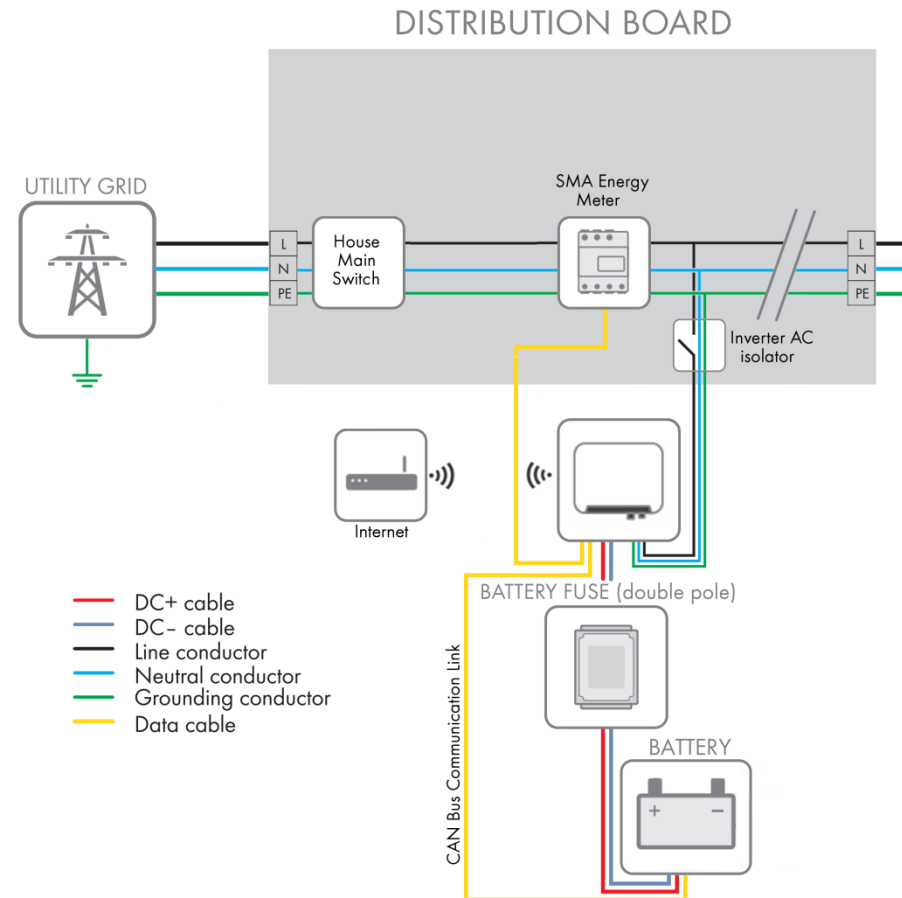 DISTRIBUTION BOARD
UTILITY GRID
SMA Energy
Meter
L
N
PE
House
Main
Switch
L
N
PE
Inverter AC
isolator
Internet
BATTERY FUSE (double pole)
DC+ cable
DC– cable
Line conductor
Neutral conductor
Grounding conductor
Data cable
CAN Bus Communication Link
BATTERY
+
–